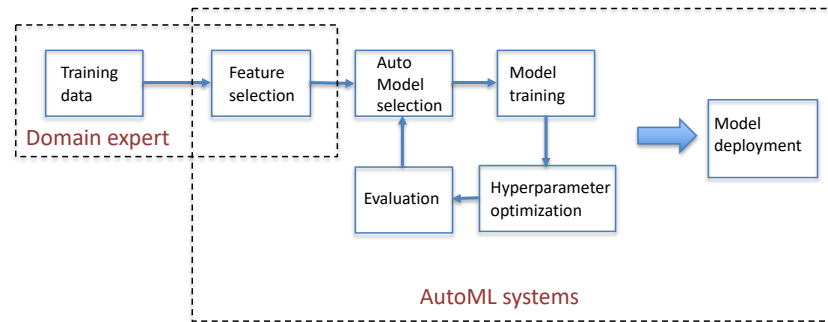 Training
data
Feature
selection
Auto
Model
selection
Model
training
Domain expert
Model
deployment
Evaluation
Hyperparameter
optimization
AutoML systems